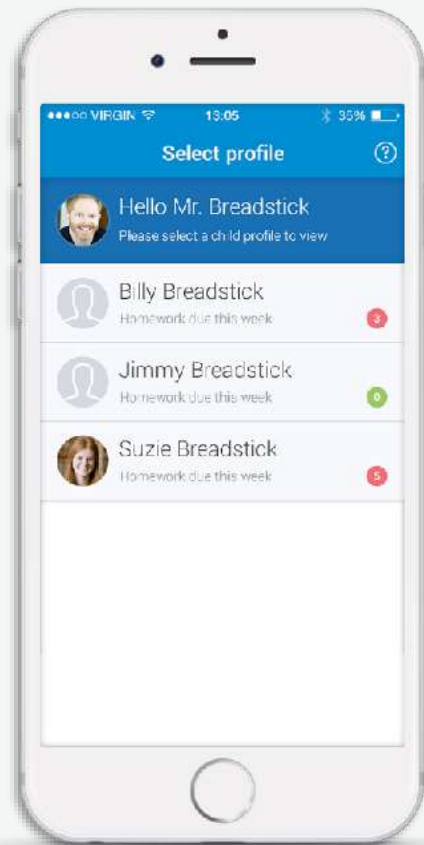 VIRGIN 13:05 35%
Select profile ?
Hello Mr. Breadstick
Please select a child profile to view
Billy Breadstick
Homework due this week 3
Jimmy Breadstick
Homework due this week 0
Suzie Breadstick
Homework due this week 5